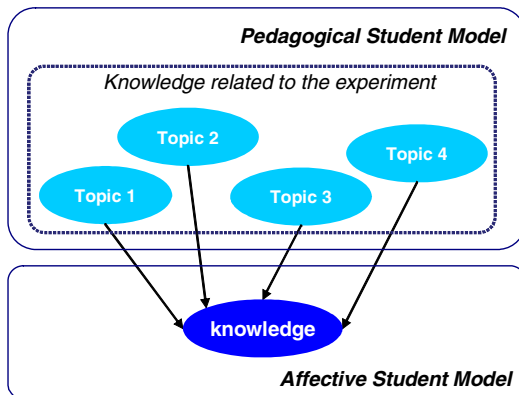 Pedagogical Student Model
Knowledge related to the experiment
Topic 2
Topic 4
Topic 1
Topic 3
knowledge
Affective Student Model